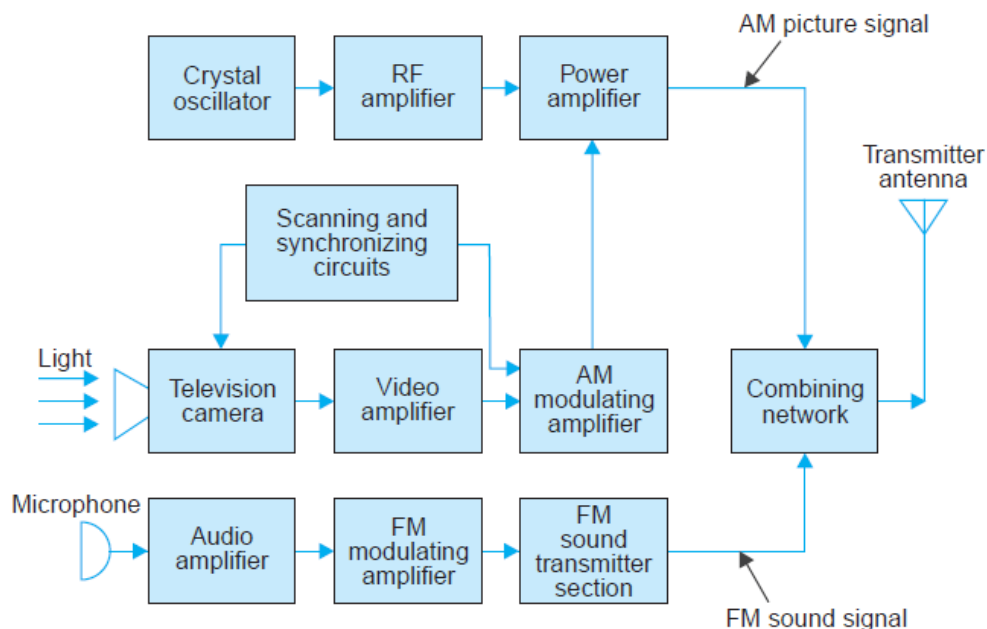 AM picture signal
Crystal
oscillator
RF
amplifier
Power
amplifier
Transmitter
antenna
Scanning and
synchronizing
circuits
Light
Television
camera
Video
amplifier
AM
modulating
amplifier
Combining
network
Microphone
Audio
amplifier
FM
modulating
amplifier
FM
sound
transmitter
section
FM sound signal